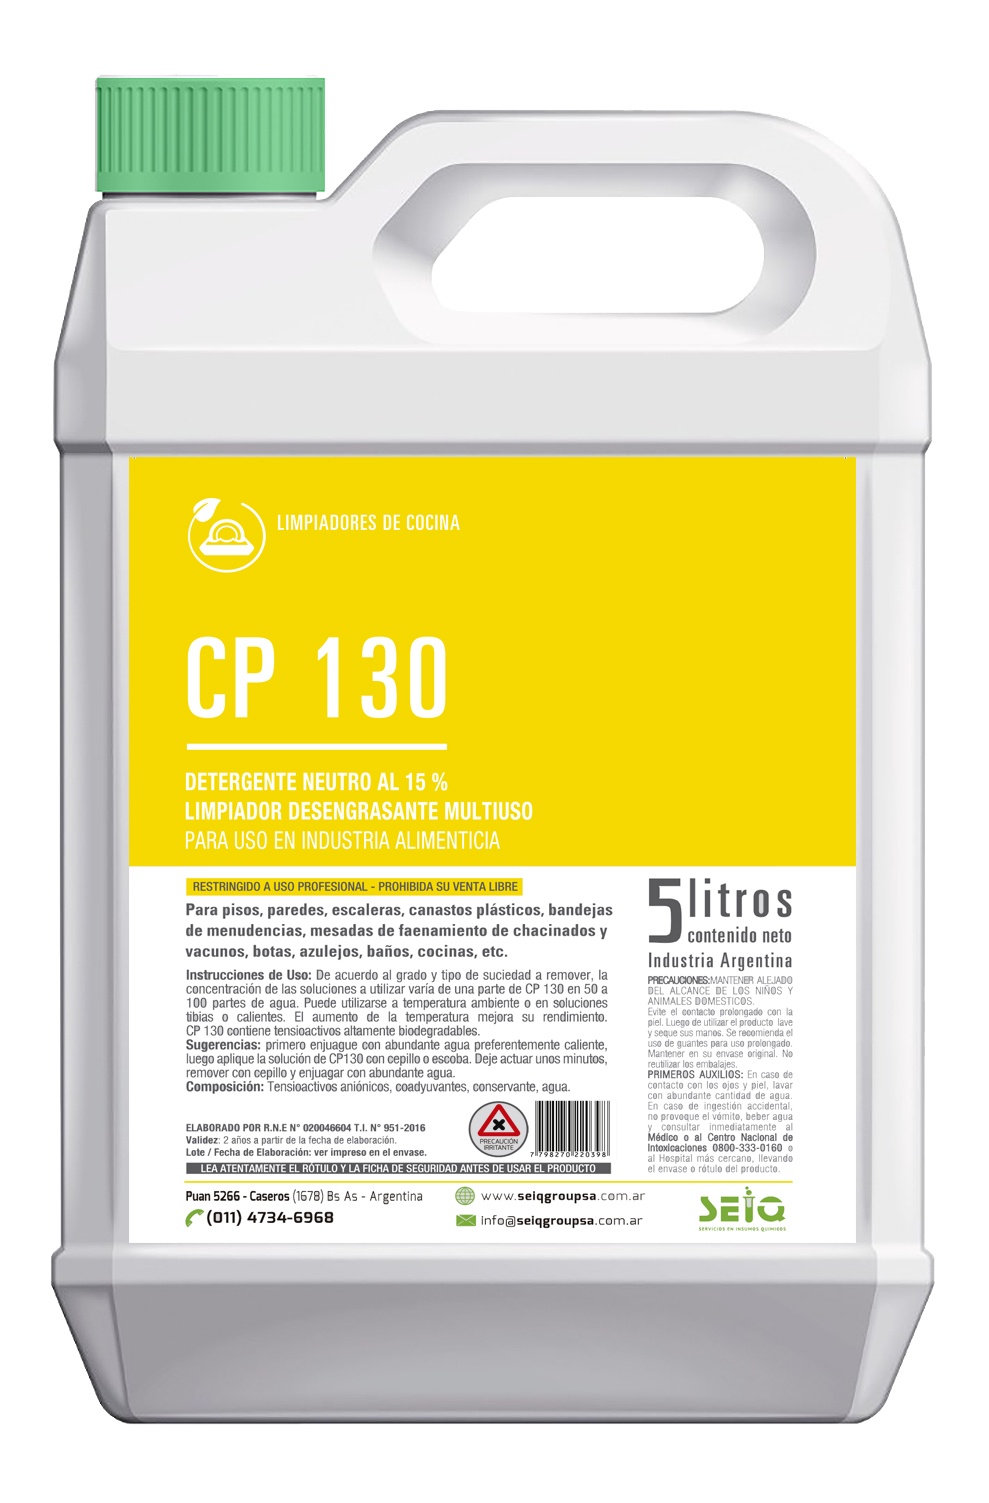 LIMPIADORES DE COCINA
CP 130
DETERGENTE NEUTRO AL 15 %
LIMPIADOR DESENGRASANTE MULTIUSO
PARA USO EN INDUSTRIA ALIMENTICIA
RESTRINGIDO A USO PROFESIONAL - PROHIBIDA SU VENTA LIBRE
Para pisos, paredes, escaleras, canastos plásticos, bandejas
de menudencias, mesadas de faenamiento de chacinados y
vacunos, botas, azulejos, baños, cocinas, etc.
Instrucciones de Uso: De acuerdo al grado y tipo de suciedad a remover, la
concentración de las soluciones a utilizar varía de una parte de CP 130 en 50 a
100 partes de agua. Puede utilizarse a temperatura ambiente o en soluciones
tibias o calientes. El aumento de la temperatura mejora su rendimiento.
CP 130 contiene tensioactivos altamente biodegradables.
Sugerencias: primero enjuague con abundante agua preferentemente caliente,
luego aplique la solución de CP130 con cepillo o escoba. Deje actuar unos minutos,
remover con cepillo y enjuagar con abundante agua.
Composición: Tensioactivos aniónicos, coadyuvantes, conservante, agua.
ELABORADO POR R.N.E N° 020046604 T.I. N° 951-2016
Validez: 2 años a partir de la fecha de elaboración.
Lote / Fecha de Elaboración: ver impreso en el envase.
PRECAUCIÓN
IRRITANTE
7 798270 220398
LEA ATENTAMENTE EL RÓTULO Y LA FICHA DE SEGURIDAD ANTES DE USAR EL PRODUCTO
5 litros
contenido neto
Industria Argentina
PRECAUCIONES:MANTENER ALEJADO
DEL ALCANCE DE LOS NIÑOS Y
ANIMALES DOMESTICOS.
Evite el contacto prolongado con la
piel. Luego de utilizar el producto lave
y seque sus manos. Se recomienda el
uso de guantes para uso prolongado.
Mantener en su envase original. No
reutilizar los embalajes.
PRIMEROS AUXILIOS: En caso de
contacto con los ojos y piel, lavar
con abundante cantidad de agua.
En caso de ingestión accidental,
no provoque el vómito, beber agua
y consultar inmediatamente al
Médico o al Centro Nacional de
Intoxicaciones 0800-333-0160 o
al Hospital más cercano, llevando
el envase o rótulo del producto.
Puan 5266 - Caseros (1678) Bs As - Argentina
(011) 4734-6968
www.seiqgroupsa.com.ar
info@seiqgroupsa.com.ar
SEIQ
SERVICIOS EN INSUMOS QUIMICOS